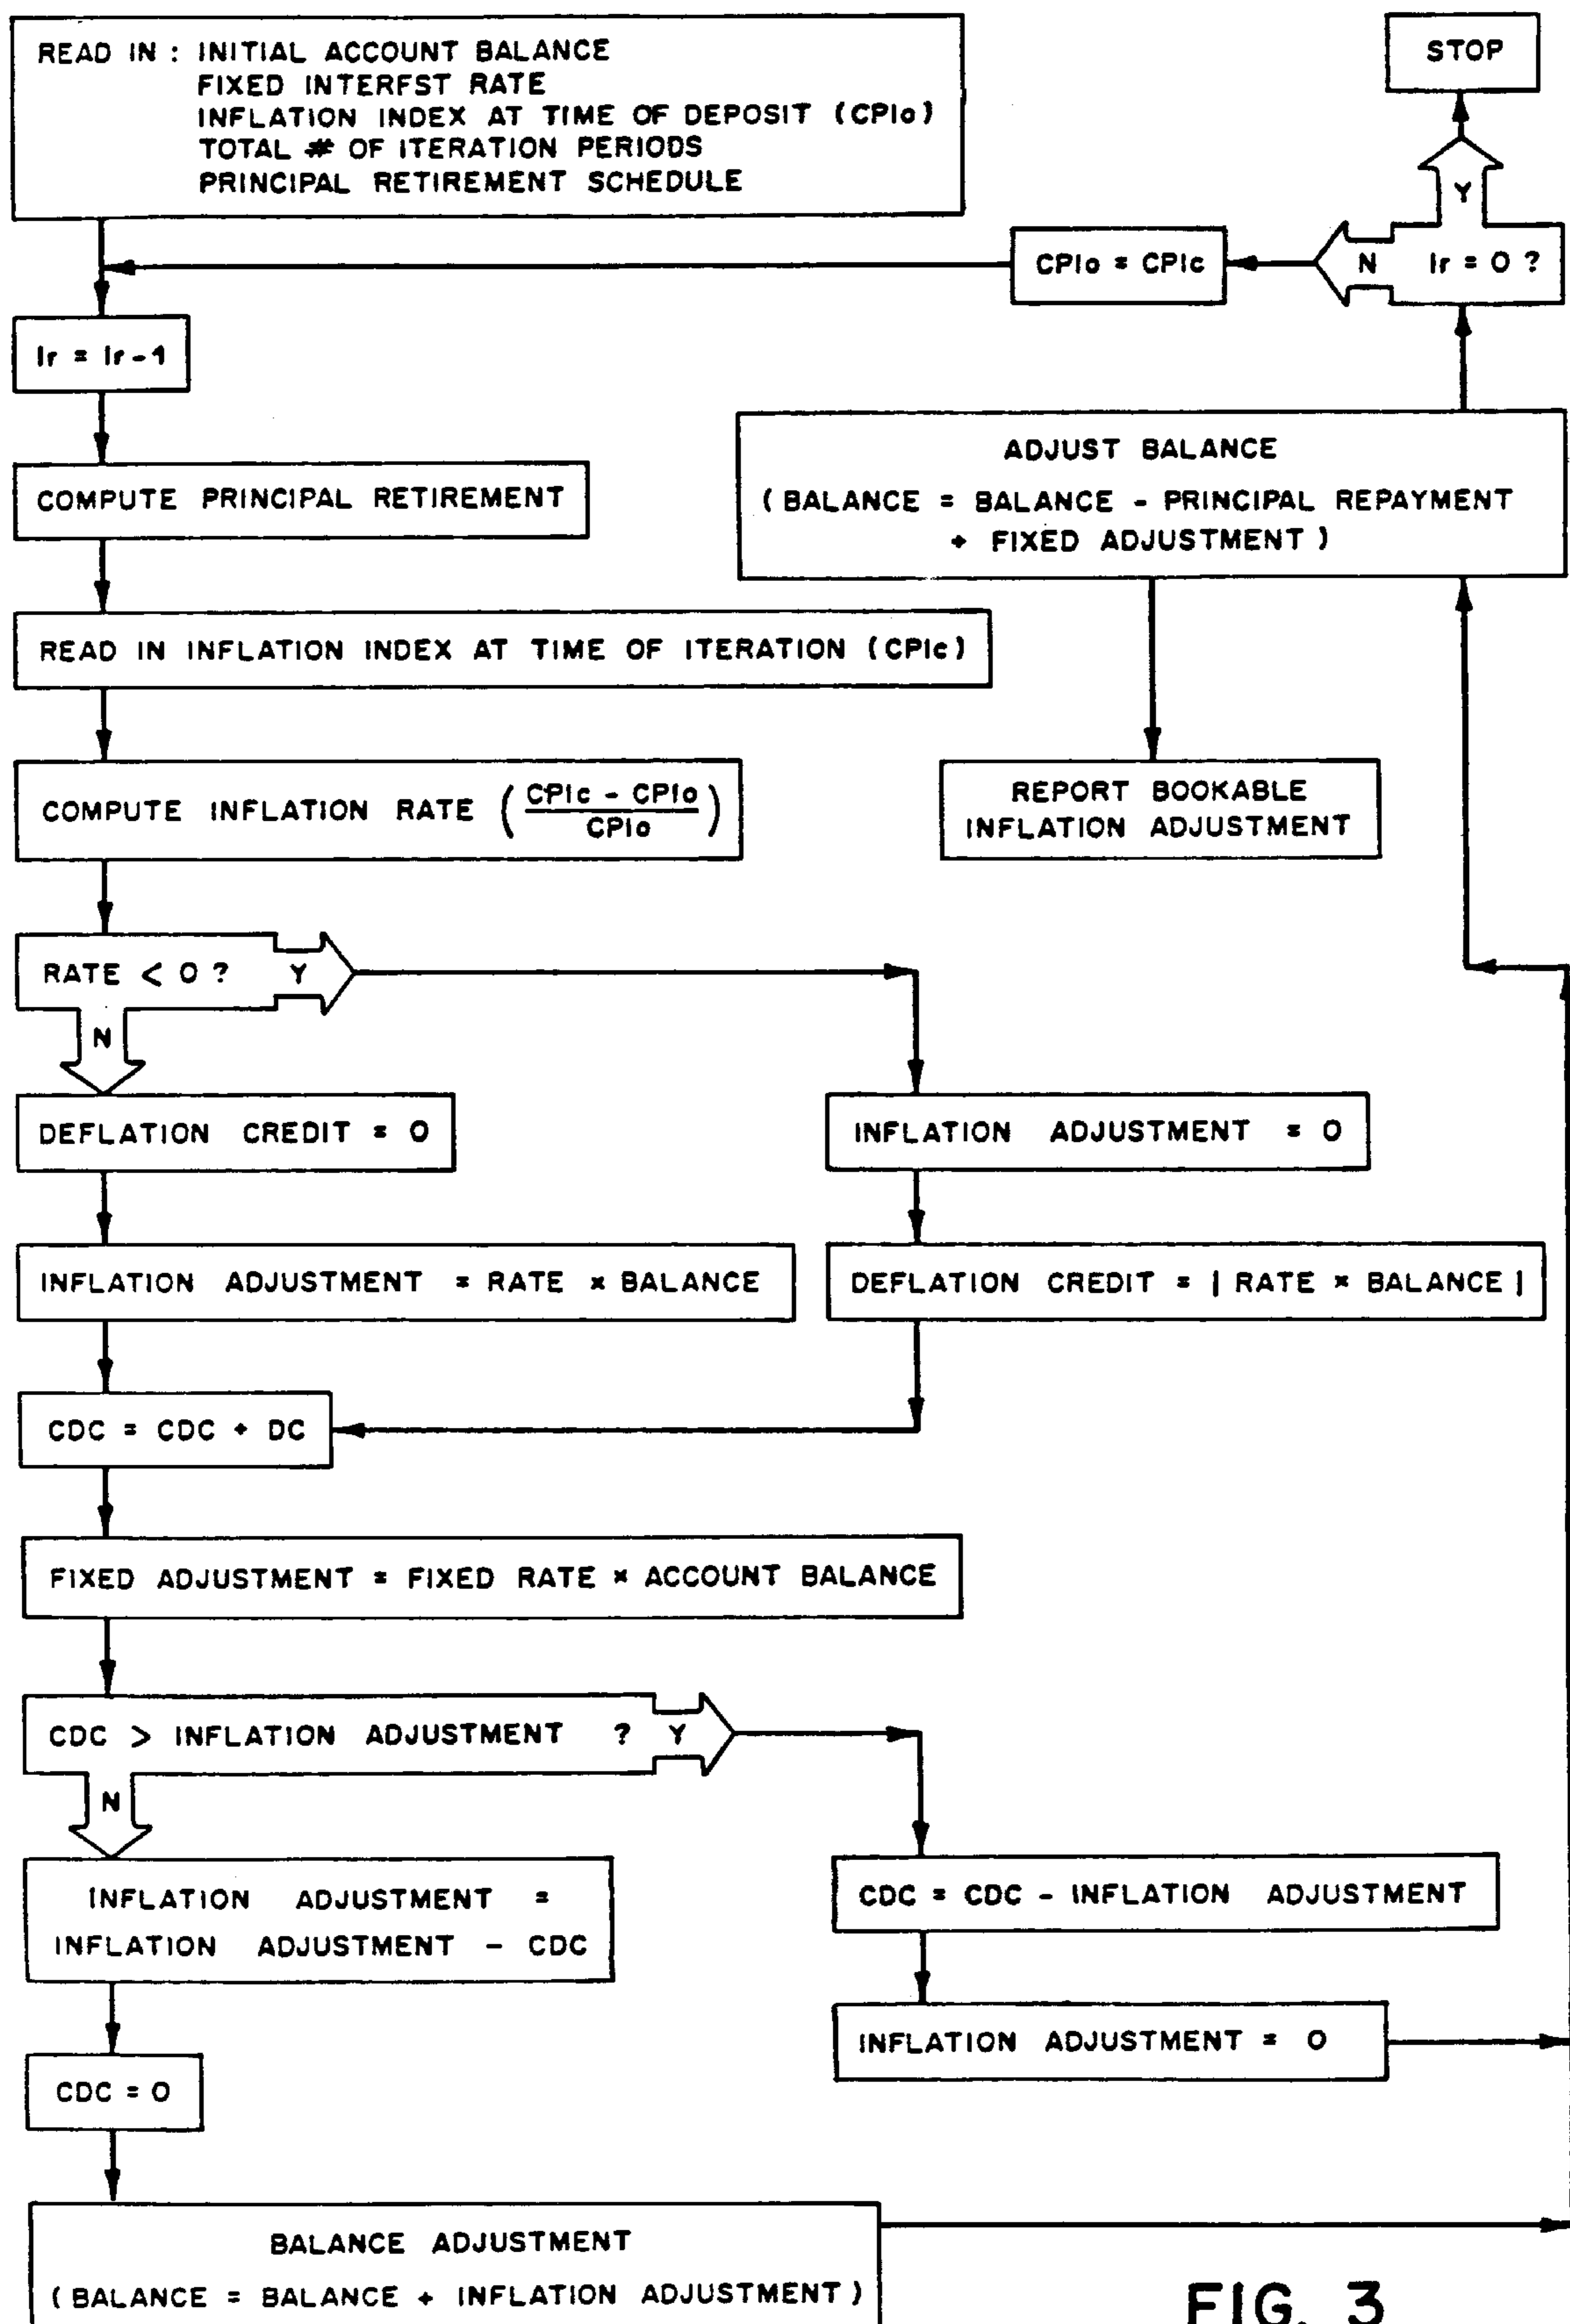 READ IN : INITIAL ACCOUNT BALANCE
FIXED INTERFST RATE
INFLATION INDEX AT TIME OF DEPOSIT (CPIo)
TOTAL # OF ITERATION PERIODS
PRINCIPAL RETIREMENT SCHEDULE
STOP
Y
Ir = 0 ?
N
CPIo = CPIc
Ir = Ir-1
COMPUTE PRINCIPAL RETIREMENT
READ IN INFLATION INDEX AT TIME OF ITERATION (CPIc)
COMPUTE INFLATION RATE ( CPIc - CPIo / CPIo )
ADJUST BALANCE
( BALANCE = BALANCE - PRINCIPAL REPAYMENT
+ FIXED ADJUSTMENT )
REPORT BOOKABLE
INFLATION ADJUSTMENT
RATE < 0 ? Y
N
DEFLATION CREDIT = 0
INFLATION ADJUSTMENT = RATE × BALANCE
INFLATION ADJUSTMENT = 0
DEFLATION CREDIT = | RATE × BALANCE |
CDC = CDC + DC
FIXED ADJUSTMENT = FIXED RATE × ACCOUNT BALANCE
CDC > INFLATION ADJUSTMENT ? Y
N
INFLATION ADJUSTMENT =
INFLATION ADJUSTMENT - CDC
CDC = 0
CDC = CDC - INFLATION ADJUSTMENT
INFLATION ADJUSTMENT = 0
BALANCE ADJUSTMENT
( BALANCE = BALANCE + INFLATION ADJUSTMENT )
FIG. 3